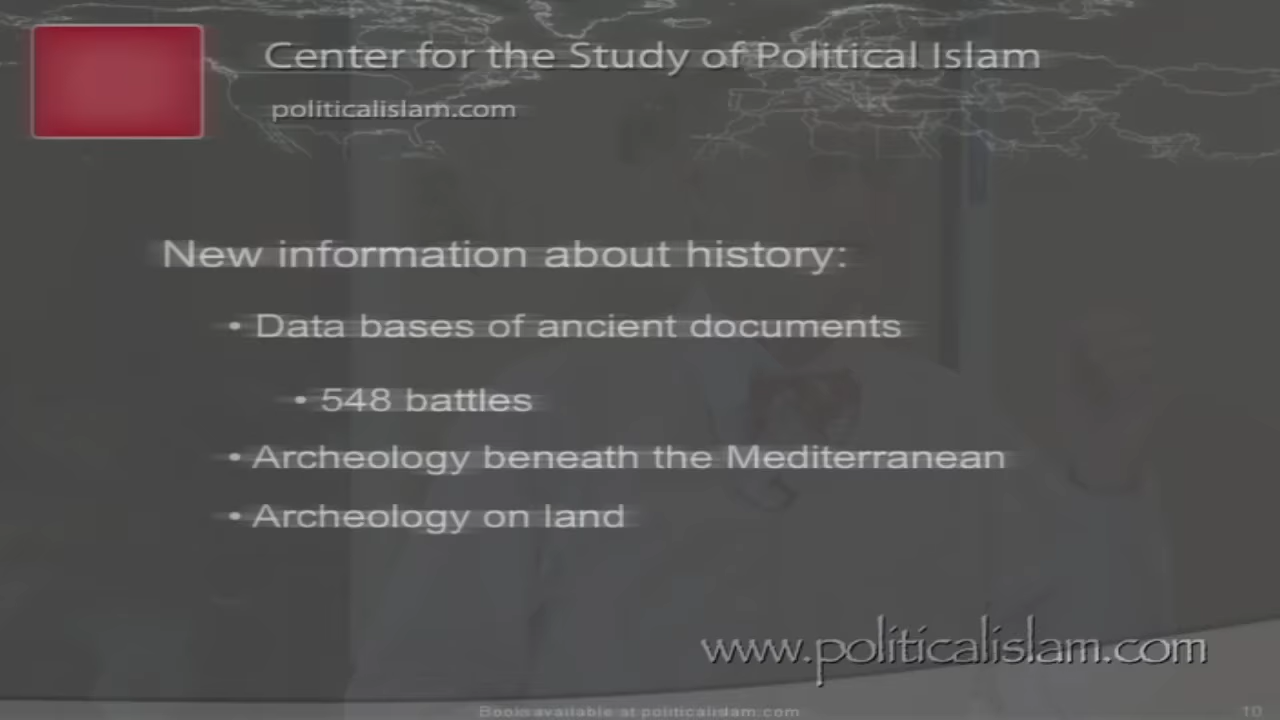 Center for the Study of Political Islam
politicalislam.com
New information about history:
• Data bases of ancient documents
• 548 battles
• Archeology beneath the Mediterranean
• Archeology on land
www.politicalislam.com
Books available at politicalislam.com
10